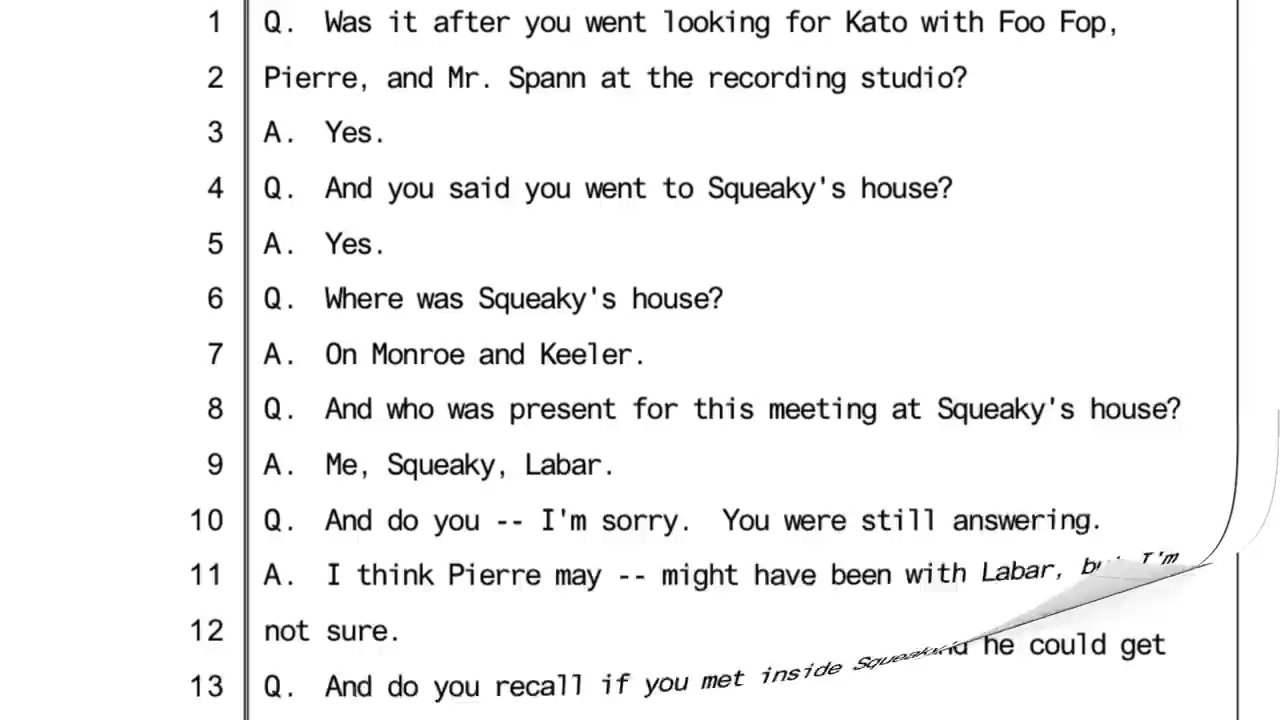 1 Q. Was it after you went looking for Kato with Foo Fop,
2 Pierre, and Mr. Spann at the recording studio?
3 A. Yes.
4 Q. And you said you went to Squeaky's house?
5 A. Yes.
6 Q. Where was Squeaky's house?
7 A. On Monroe and Keeler.
8 Q. And who was present for this meeting at Squeaky's house?
9 A. Me, Squeaky, Labar.
10 Q. And do you -- I'm sorry. You were still answering.
11 A. I think Pierre may -- might have been with Labar, I'm
12 not sure.
he could get
13 Q. And do you recall if you met inside